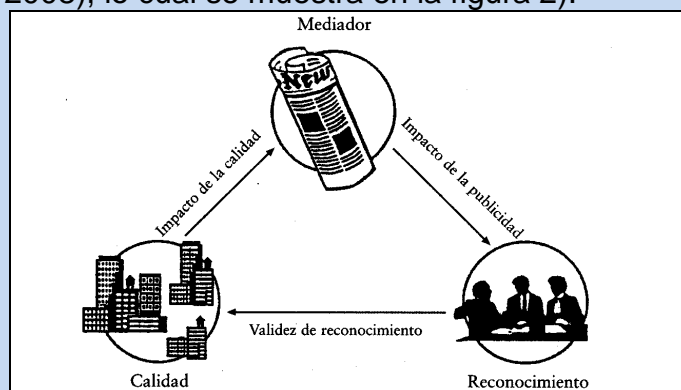 2008), lo cual se muestra en la figura 2).
Mediador
New
Impacto de la calidad
Impacto de la publicidad
Validez de reconocimiento
Calidad
Reconocimiento